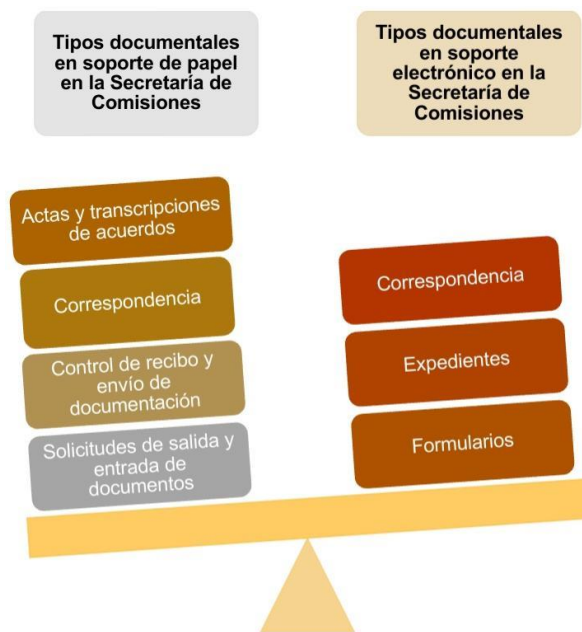 Tipos documentales
en soporte de papel
en la Secretaría de
Comisiones
Tipos documentales
en soporte
electrónico en la
Secretaría de
Comisiones
Actas y transcripciones
de acuerdos
Correspondencia
Control de recibo y
envío de
documentación
Solicitudes de salida y
entrada de
documentos
Correspondencia
Expedientes
Formularios